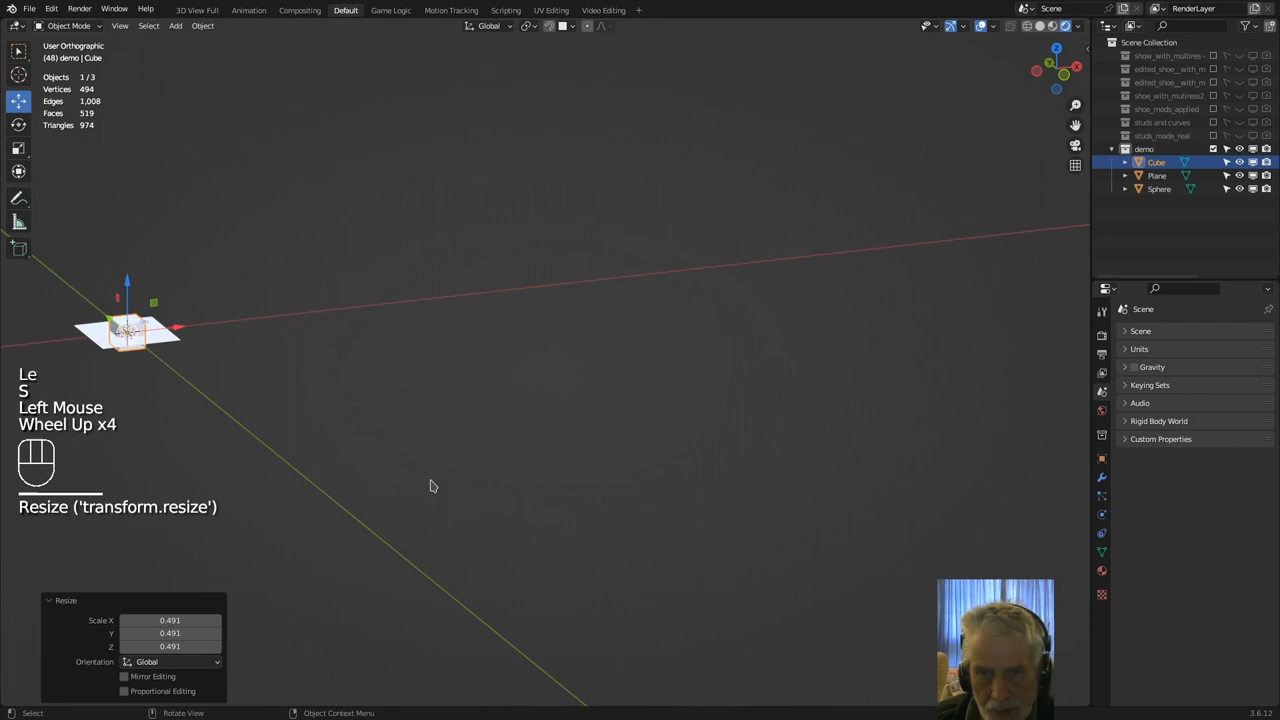 File Edit Render Window Help 3D View Full Animation Compositing Default Game Logic Motion Tracking Scripting UV Editing Video Editing + Scene RenderLayer
Object Mode View Select Add Object Global
User Orthographic
(48) demo | Cube
Objects 1 / 3
Vertices 494
Edges 1,008
Faces 519
Triangles 974
Z
Y
X
Scene Collection
show_with_multires -
edited_shoe__with_m
edited_shoe__with_m
shoe_with_mutiress2
shoe_mods_applied
studs and curves
studs_made_real
demo
Cube
Plane
Sphere
Scene
Scene
Units
Gravity
Keying Sets
Audio
Rigid Body World
Custom Properties
Le
S
Left Mouse
Wheel Up x4
Resize ('transform.resize')
Resize
Scale X 0.491
Y 0.491
Z 0.491
Orientation Global
Mirror Editing
Proportional Editing
Select Rotate View Object Context Menu 3.6.12